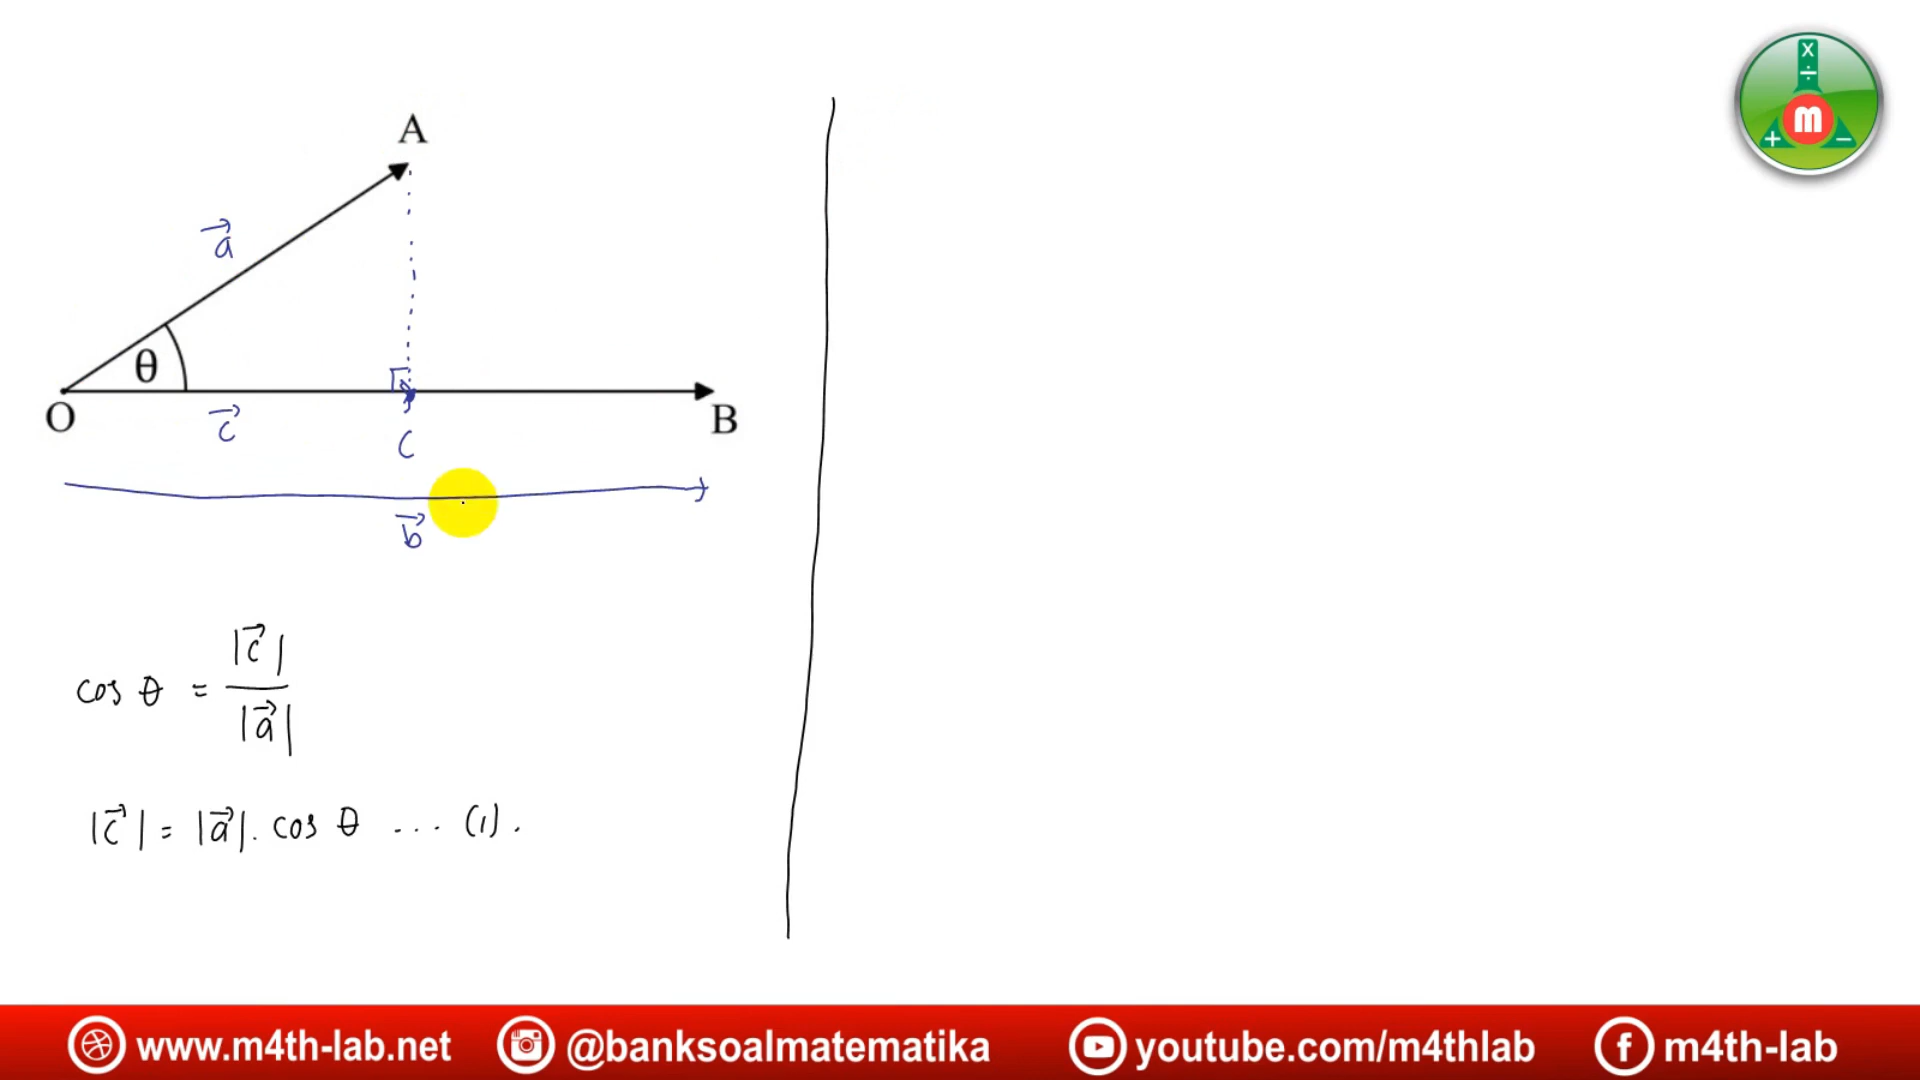 x
÷
m
+ −
A
a⃗
θ
O
c⃗
C
B
b⃗
cos θ = |c⃗| / |a⃗|
|c⃗| = |a⃗| . cos θ ... (1) .
www.m4th-lab.net @banksoalmatematika youtube.com/m4thlab f m4th-lab